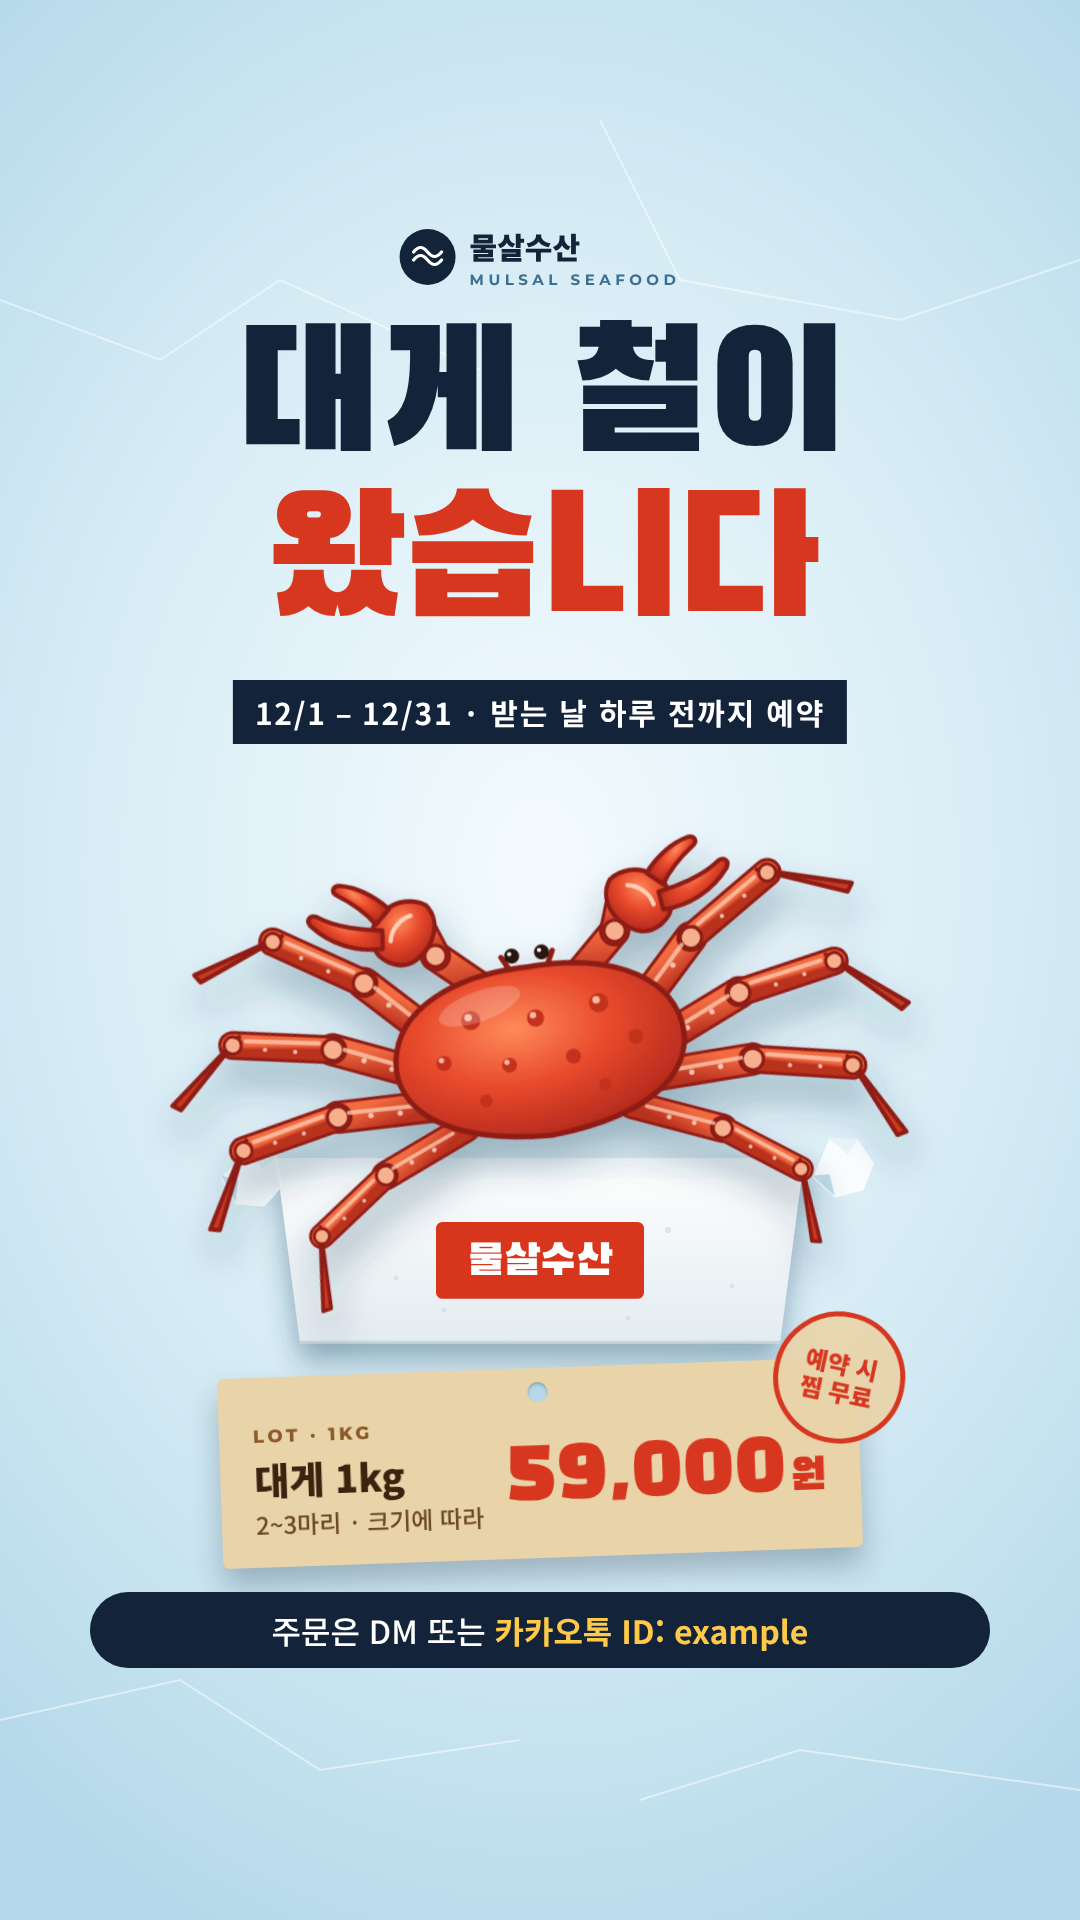 물살수산
MULSAL SEAFOOD
대게 철이
왔습니다
12/1 – 12/31 · 받는 날 하루 전까지 예약
물살수산
예약 시
찜 무료
LOT · 1KG
대게 1kg
2~3마리 · 크기에 따라
59,000원
주문은 DM 또는 카카오톡 ID: example